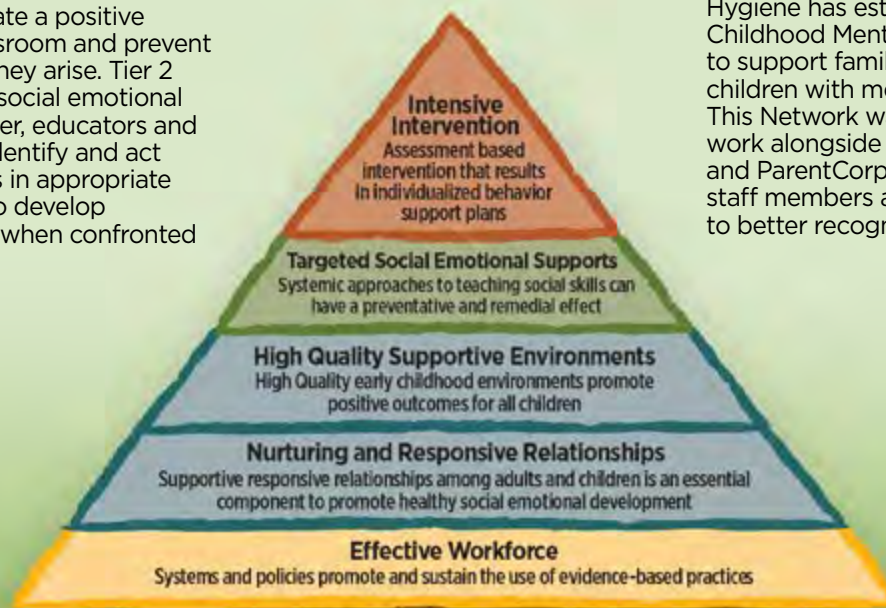 ate a positive
sroom and prevent
hey arise. Tier 2
social emotional
er, educators and
dentify and act
s in appropriate
o develop
when confronted
Intensive
Intervention
Assessment based
intervention that results
in individualized behavior
support plans
Targeted Social Emotional Supports
Systemic approaches to teaching social skills can
have a preventative and remedial effect
High Quality Supportive Environments
High Quality early childhood environments promote
positive outcomes for all children
Nurturing and Responsive Relationships
Supportive responsive relationships among adults and children is an essential
component to promote healthy social emotional development
Effective Workforce
Systems and policies promote and sustain the use of evidence-based practices
Hygiene has est
Childhood Ment
to support famil
children with m
This Network w
work alongside
and ParentCorp
staff members a
to better recogn